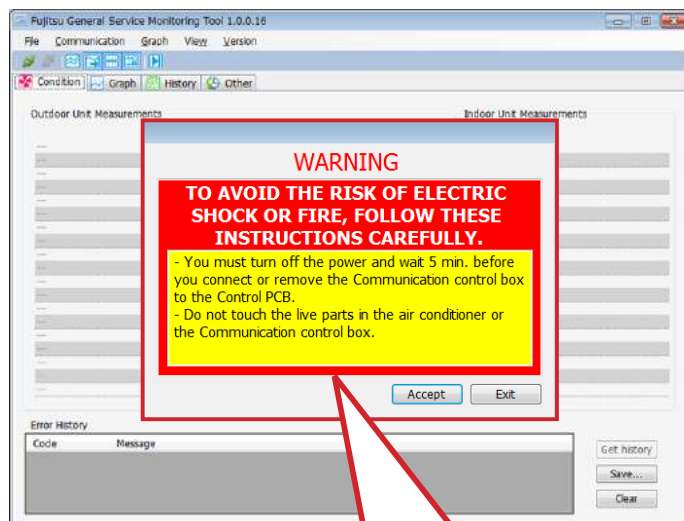 Fujitsu General Service Monitoring Tool 1.0.0.16
File Communication Graph View Version
Condition Graph History Other
Outdoor Unit Measurements Indoor Unit Measurements
WARNING
TO AVOID THE RISK OF ELECTRIC
SHOCK OR FIRE, FOLLOW THESE
INSTRUCTIONS CAREFULLY.
- You must turn off the power and wait 5 min. before
you connect or remove the Communication control box
to the Control PCB.
- Do not touch the live parts in the air conditioner or
the Communication control box.
Accept Exit
Error History
Code Message
Get history
Save...
Clear